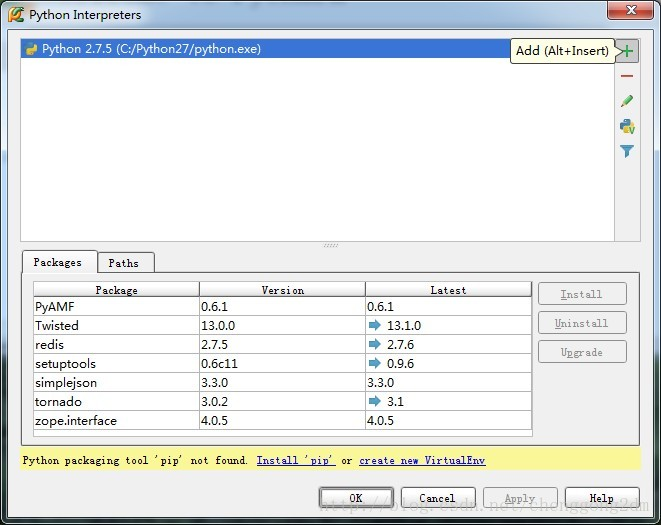 Python Interpreters
Python 2.7.5 (C:/Python27/python.exe)
Add (Alt+Insert)
Packages Paths
Package Version Latest
PyAMF 0.6.1 0.6.1
Twisted 13.0.0 13.1.0
redis 2.7.5 2.7.6
setuptools 0.6c11 0.9.6
simplejson 3.3.0 3.3.0
tornado 3.0.2 3.1
zope.interface 4.0.5 4.0.5
Install
Uninstall
Upgrade
Python packaging tool 'pip' not found. Install 'pip' or create new VirtualEnv
OK Cancel Apply Help
http://blog.csdn.net/chenggong2dm